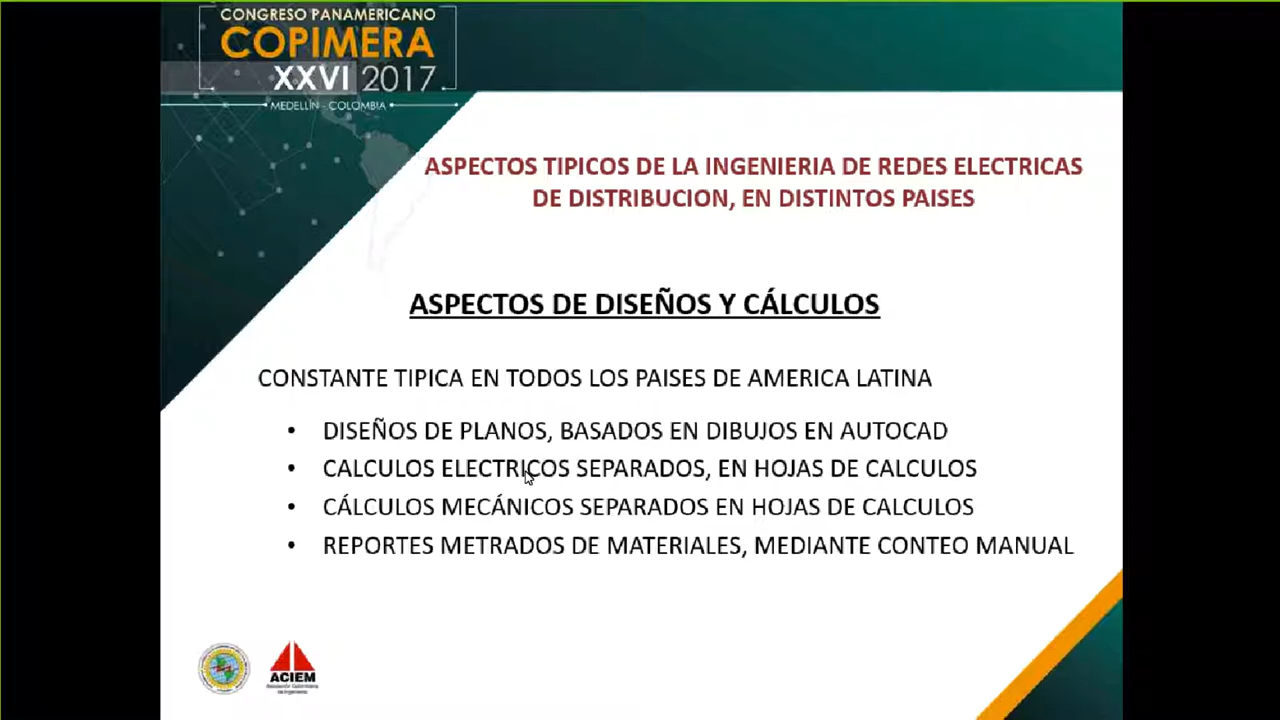 CONGRESO PANAMERICANO
COPIMERA
XXVI 2017
MEDELLÍN - COLOMBIA
ASPECTOS TIPICOS DE LA INGENIERIA DE REDES ELECTRICAS
DE DISTRIBUCION, EN DISTINTOS PAISES
ASPECTOS DE DISEÑOS Y CÁLCULOS
CONSTANTE TIPICA EN TODOS LOS PAISES DE AMERICA LATINA
• DISEÑOS DE PLANOS, BASADOS EN DIBUJOS EN AUTOCAD
• CALCULOS ELECTRICOS SEPARADOS, EN HOJAS DE CALCULOS
• CÁLCULOS MECÁNICOS SEPARADOS EN HOJAS DE CALCULOS
• REPORTES METRADOS DE MATERIALES, MEDIANTE CONTEO MANUAL
ACIEM